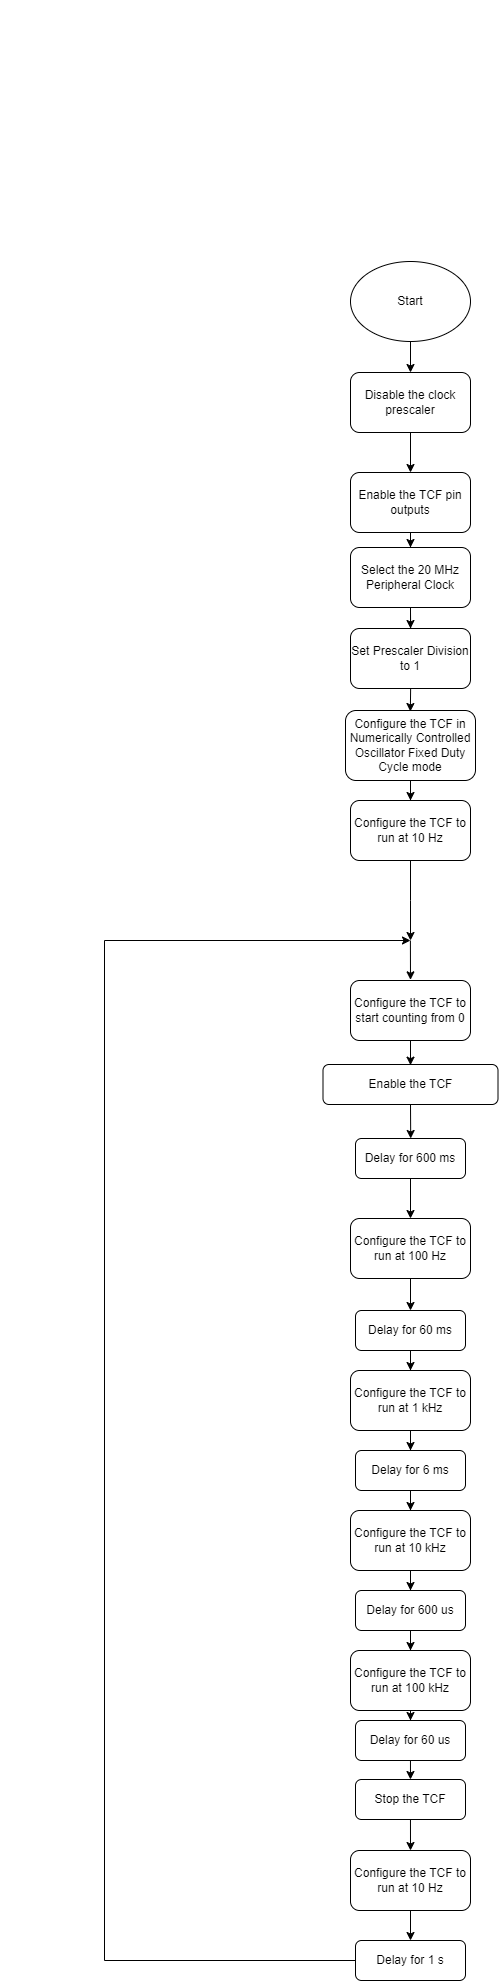 Start
Disable the clock
prescaler
Enable the TCF pin
outputs
Select the 20 MHz
Peripheral Clock
Set Prescaler Division
to 1
Configure the TCF in
Numerically Controlled
Oscillator Fixed Duty
Cycle mode
Configure the TCF to
run at 10 Hz
Configure the TCF to
start counting from 0
Enable the TCF
Delay for 600 ms
Configure the TCF to
run at 100 Hz
Delay for 60 ms
Configure the TCF to
run at 1 kHz
Delay for 6 ms
Configure the TCF to
run at 10 kHz
Delay for 600 us
Configure the TCF to
run at 100 kHz
Delay for 60 us
Stop the TCF
Configure the TCF to
run at 10 Hz
Delay for 1 s